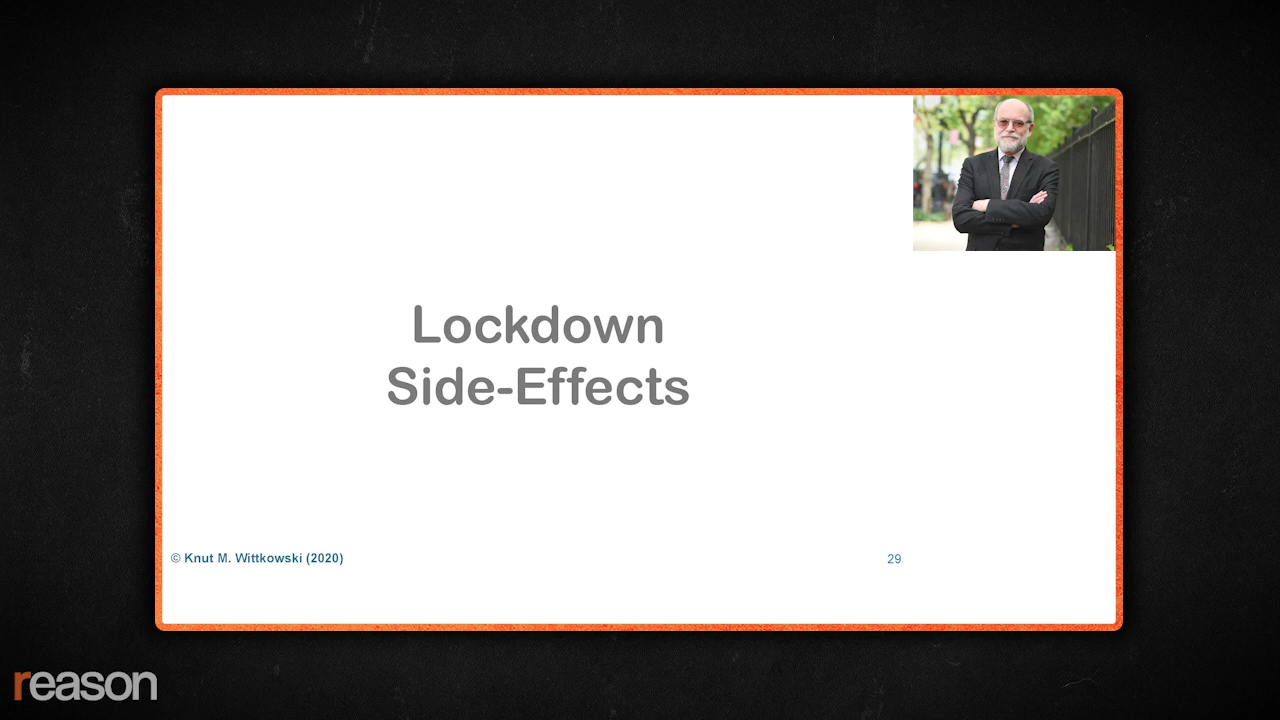 Lockdown
Side-Effects
© Knut M. Wittkowski (2020)
29
reason